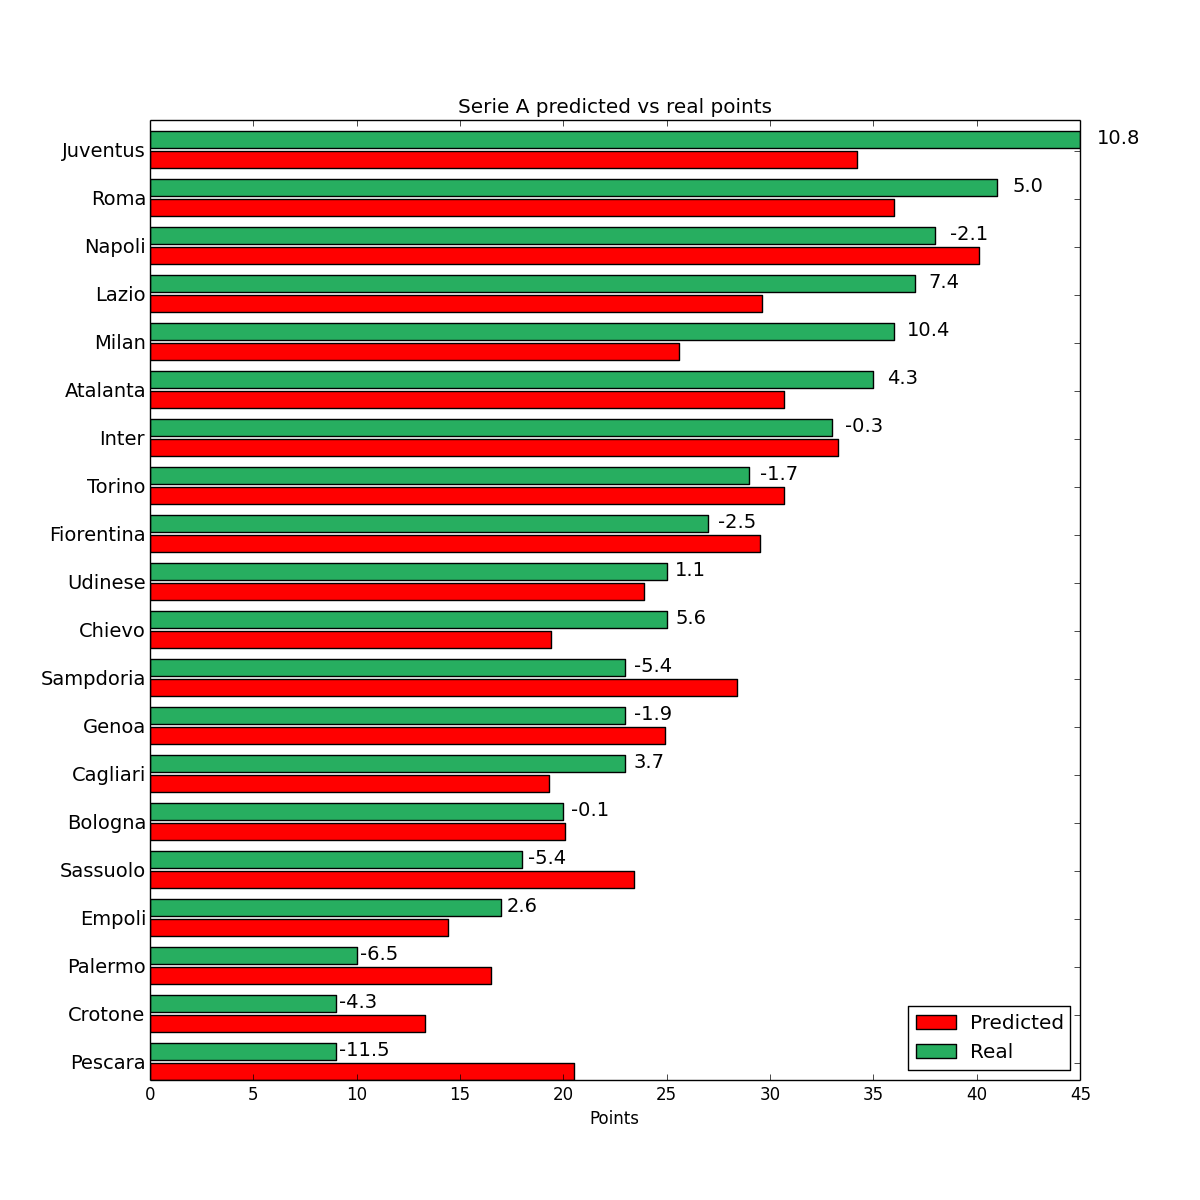 Serie A predicted vs real points
Juventus 10.8
Roma 5.0
Napoli -2.1
Lazio 7.4
Milan 10.4
Atalanta 4.3
Inter -0.3
Torino -1.7
Fiorentina -2.5
Udinese 1.1
Chievo 5.6
Sampdoria -5.4
Genoa -1.9
Cagliari 3.7
Bologna -0.1
Sassuolo -5.4
Empoli 2.6
Palermo -6.5
Crotone -4.3
Pescara -11.5
Predicted
Real
0 5 10 15 20 25 30 35 40 45
Points